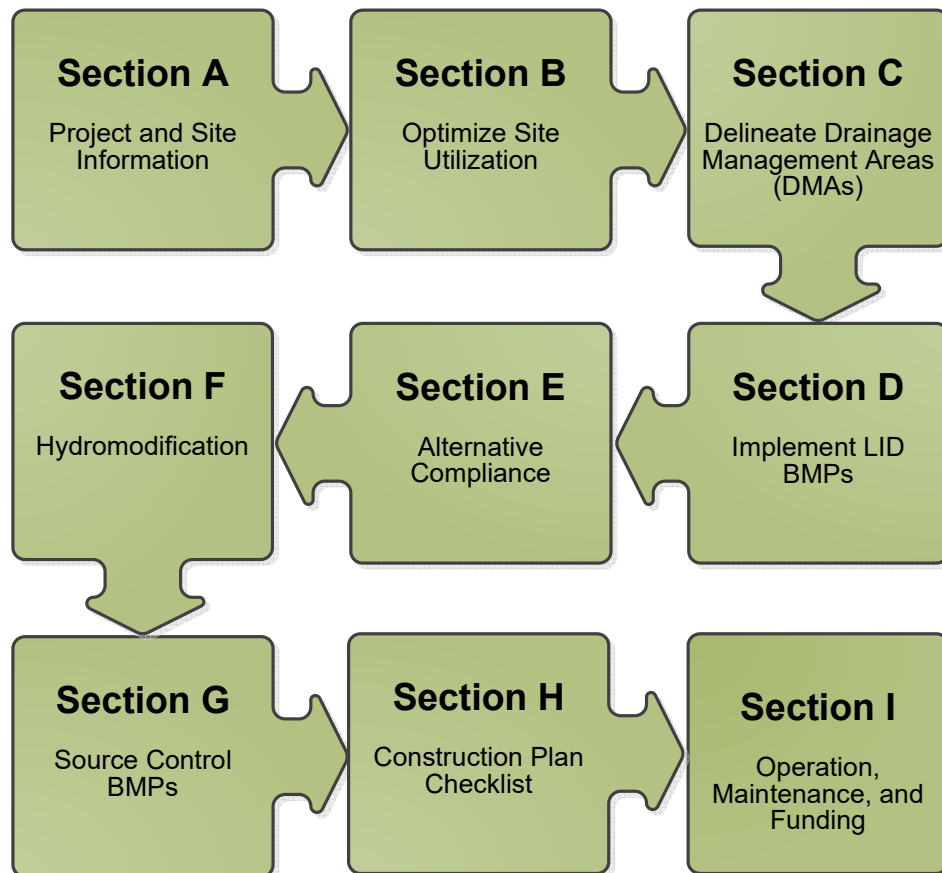 Section A
Project and Site
Information
Section B
Optimize Site
Utilization
Section C
Delineate Drainage
Management Areas
(DMAs)
Section D
Implement LID
BMPs
Section E
Alternative
Compliance
Section F
Hydromodification
Section G
Source Control
BMPs
Section H
Construction Plan
Checklist
Section I
Operation,
Maintenance, and
Funding